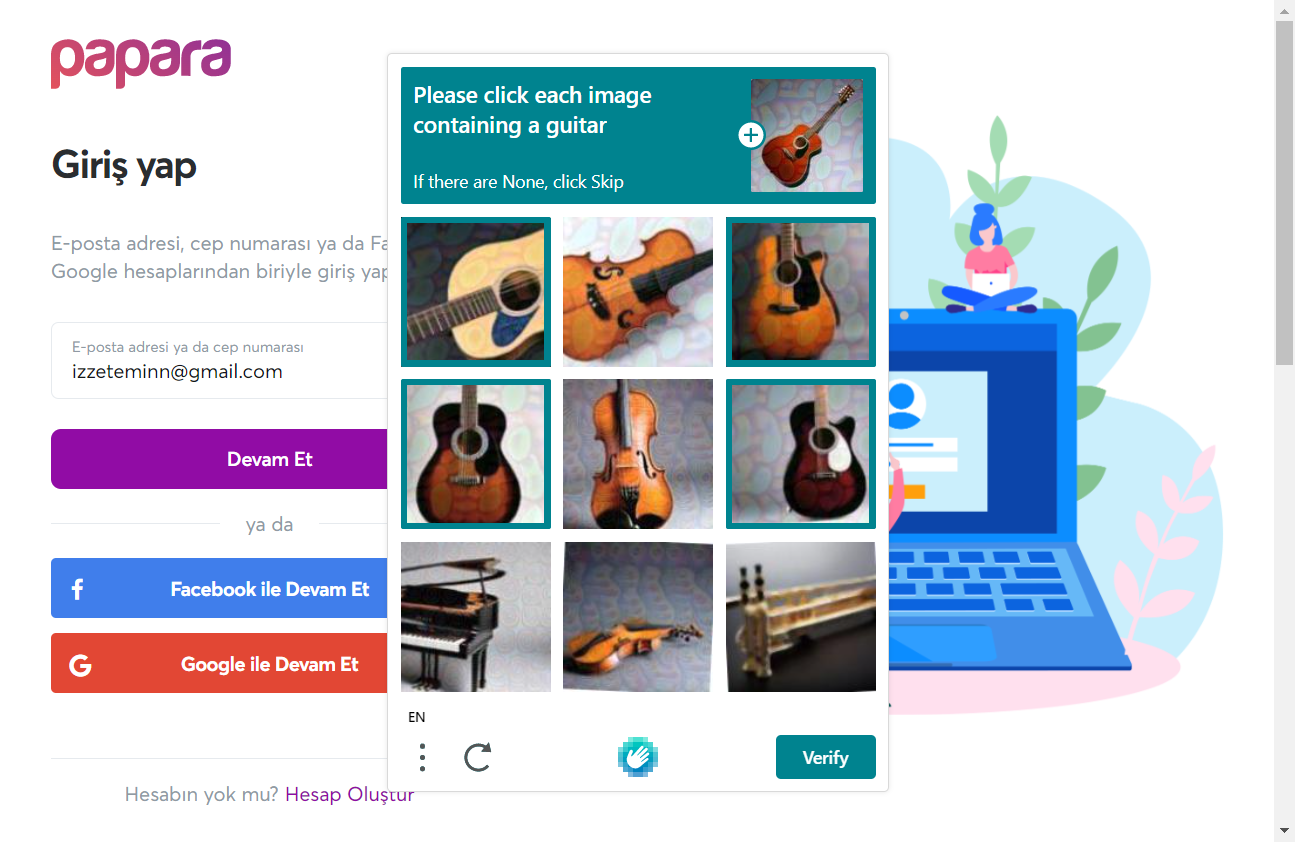 papara
Giriş yap
E-posta adresi, cep numarası ya da Fa
Google hesaplarından biriyle giriş yap
E-posta adresi ya da cep numarası
izzeteminn@gmail.com
Devam Et
ya da
Facebook ile Devam Et
Google ile Devam Et
Hesabın yok mu? Hesap Oluştur
Please click each image
containing a guitar
If there are None, click Skip
EN
Verify